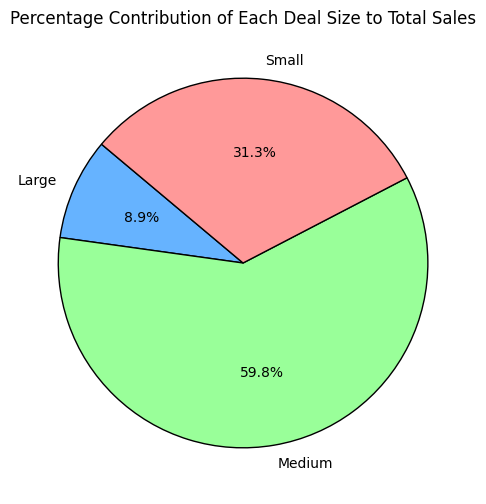 Percentage Contribution of Each Deal Size to Total Sales
Small
31.3%
Large
8.9%
59.8%
Medium